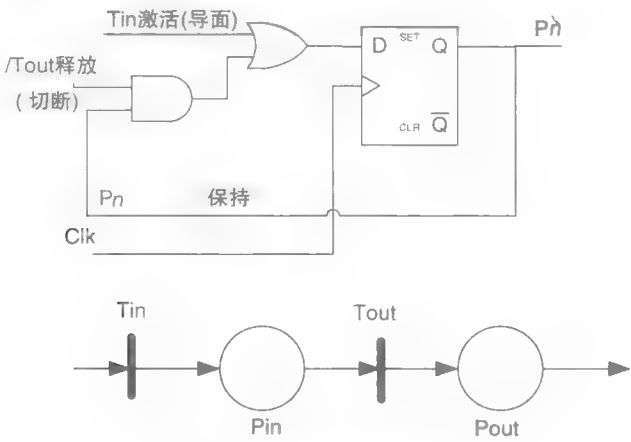 Tin激活(导面)
/Tout释放
(切断)
D SET Q
CLR Q̅
Pǹ
Pn 保持
Clk
Tin
Tout
Pin
Pout